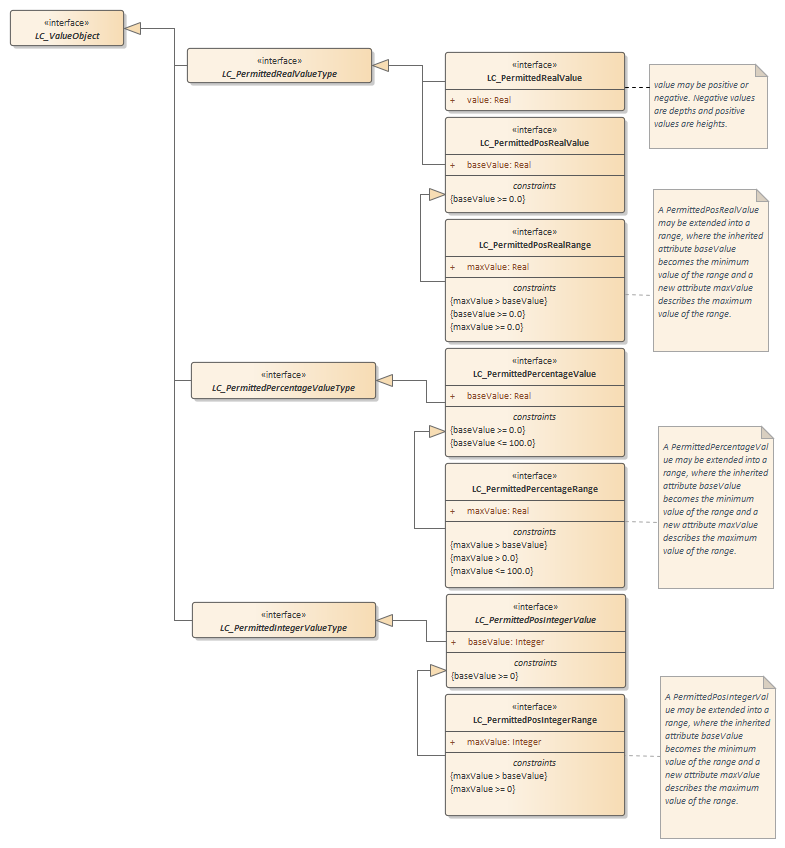 «interface»
LC_ValueObject
«interface»
LC_PermittedRealValueType
«interface»
LC_PermittedRealValue
+ value: Real
value may be positive or
negative. Negative values
are depths and positive
values are heights.
«interface»
LC_PermittedPosRealValue
+ baseValue: Real
constraints
{baseValue >= 0.0}
«interface»
LC_PermittedPosRealRange
+ maxValue: Real
constraints
{maxValue > baseValue}
{baseValue >= 0.0}
{maxValue >= 0.0}
A PermittedPosRealValue
may be extended into a
range, where the inherited
attribute baseValue
becomes the minimum
value of the range and a
new attribute maxValue
describes the maximum
value of the range.
«interface»
LC_PermittedPercentageValueType
«interface»
LC_PermittedPercentageValue
+ baseValue: Real
constraints
{baseValue >= 0.0}
{baseValue <= 100.0}
«interface»
LC_PermittedPercentageRange
+ maxValue: Real
constraints
{maxValue > baseValue}
{maxValue > 0.0}
{maxValue <= 100.0}
A PermittedPercentageVal
ue may be extended into a
range, where the inherited
attribute baseValue
becomes the minimum
value of the range and a
new attribute maxValue
describes the maximum
value of the range.
«interface»
LC_PermittedIntegerValueType
«interface»
LC_PermittedPosIntegerValue
+ baseValue: Integer
constraints
{baseValue >= 0}
«interface»
LC_PermittedPosIntegerRange
+ maxValue: Integer
constraints
{maxValue > baseValue}
{maxValue >= 0}
A PermittedPosIntegerVal
ue may be extended into a
range, where the inherited
attribute baseValue
becomes the minimum
value of the range and a
new attribute maxValue
describes the maximum
value of the range.